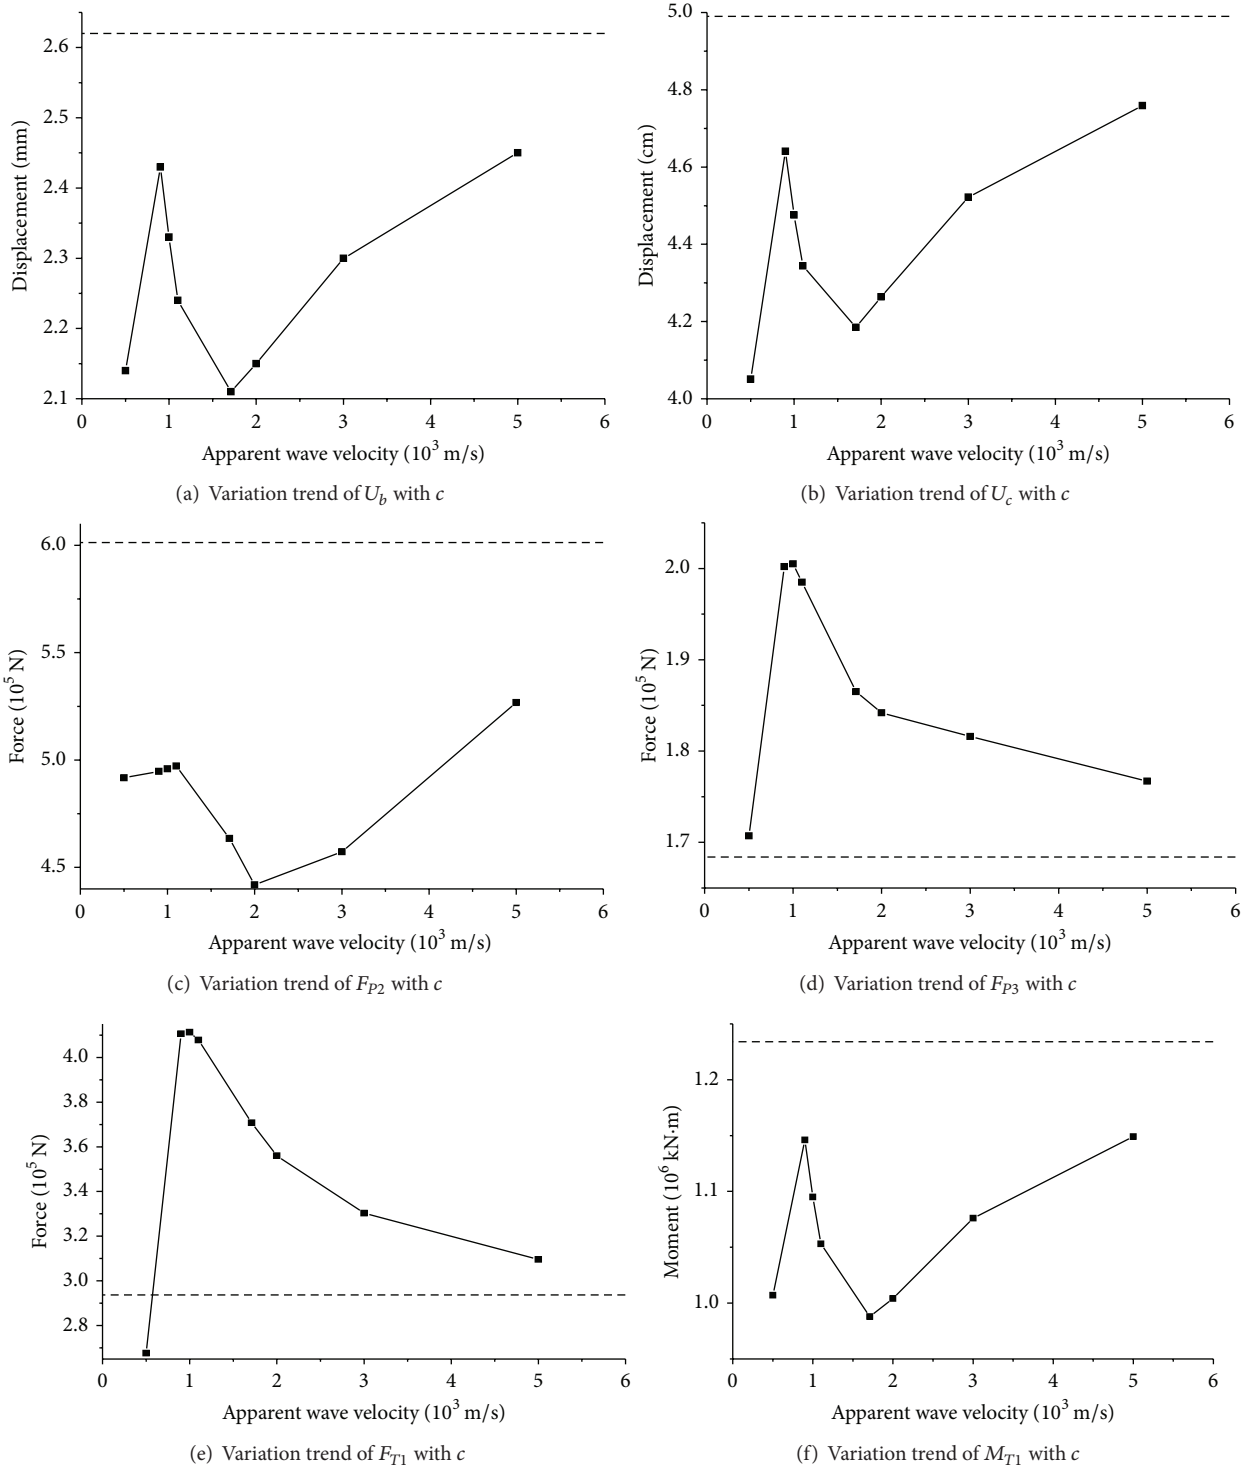 2.6
2.5
2.4
2.3
2.2
2.1
Displacement (mm)
0 1 2 3 4 5 6
Apparent wave velocity (10³ m/s)
(a) Variation trend of U_b with c
5.0
4.8
4.6
4.4
4.2
4.0
Displacement (cm)
0 1 2 3 4 5 6
Apparent wave velocity (10³ m/s)
(b) Variation trend of U_c with c
6.0
5.5
5.0
4.5
Force (10⁵ N)
0 1 2 3 4 5 6
Apparent wave velocity (10³ m/s)
(c) Variation trend of F_P2 with c
2.0
1.9
1.8
1.7
Force (10⁵ N)
0 1 2 3 4 5 6
Apparent wave velocity (10³ m/s)
(d) Variation trend of F_P3 with c
4.0
3.8
3.6
3.4
3.2
3.0
2.8
Force (10⁵ N)
0 1 2 3 4 5 6
Apparent wave velocity (10³ m/s)
(e) Variation trend of F_T1 with c
1.2
1.1
1.0
Moment (10⁶ kN·m)
0 1 2 3 4 5 6
Apparent wave velocity (10³ m/s)
(f) Variation trend of M_T1 with c